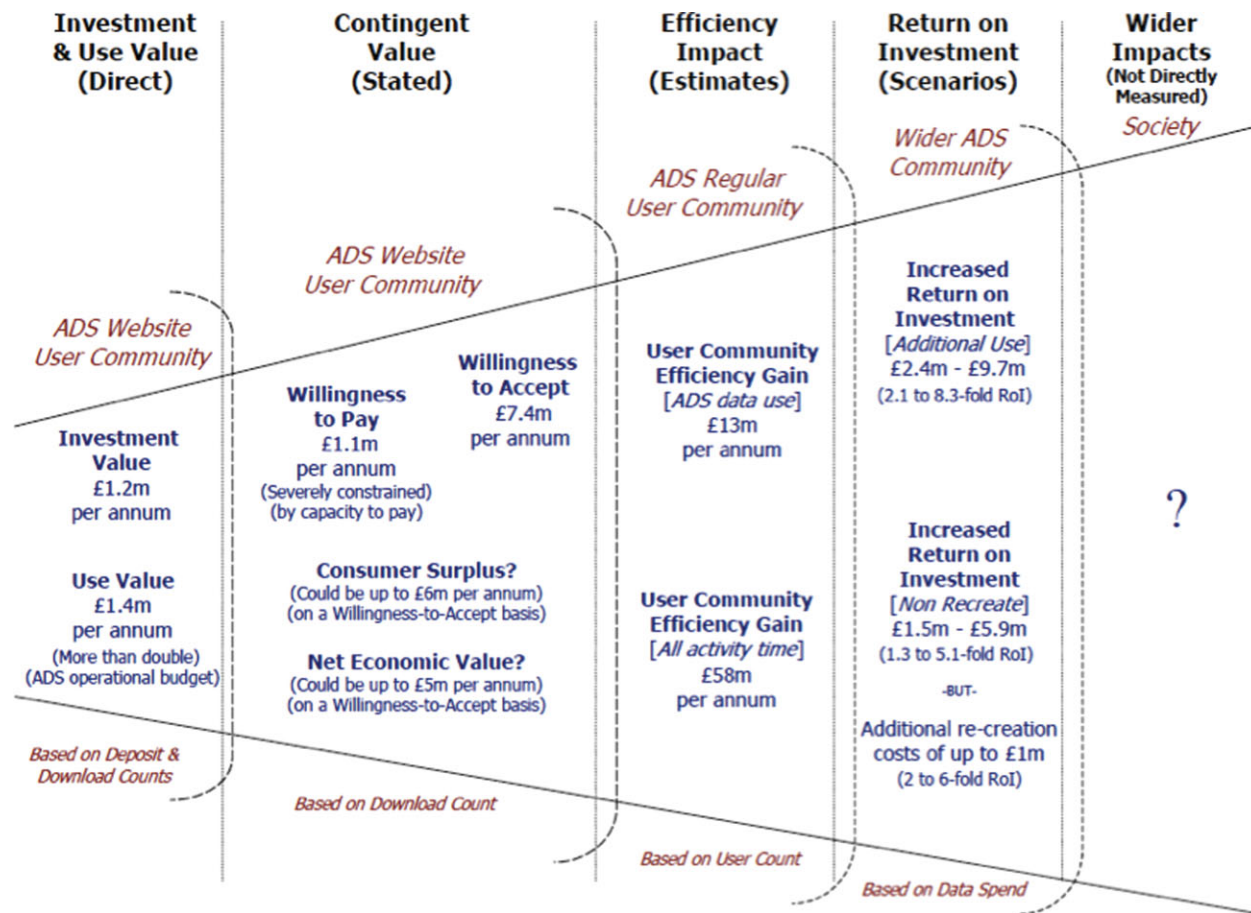 Investment
& Use Value
(Direct)
Contingent
Value
(Stated)
Efficiency
Impact
(Estimates)
Return on
Investment
(Scenarios)
Wider
Impacts
(Not Directly
Measured)
Society
ADS Website
User Community
Investment
Value
£1.2m
per annum
Use Value
£1.4m
per annum
(More than double)
(ADS operational budget)
Based on Deposit &
Download Counts
ADS Website
User Community
Willingness
to Pay
£1.1m
per annum
(Severely constrained)
(by capacity to pay)
Willingness
to Accept
£7.4m
per annum
Consumer Surplus?
(Could be up to £6m per annum)
(on a Willingness-to-Accept basis)
Net Economic Value?
(Could be up to £5m per annum)
(on a Willingness-to-Accept basis)
Based on Download Count
ADS Regular
User Community
User Community
Efficiency Gain
[ADS data use]
£13m
per annum
User Community
Efficiency Gain
[All activity time]
£58m
per annum
Based on User Count
Wider ADS
Community
Increased
Return on
Investment
[Additional Use]
£2.4m - £9.7m
(2.1 to 8.3-fold RoI)
Increased
Return on
Investment
[Non Recreate]
£1.5m - £5.9m
(1.3 to 5.1-fold RoI)
-BUT-
Additional re-creation
costs of up to £1m
(2 to 6-fold RoI)
Based on Data Spend
?